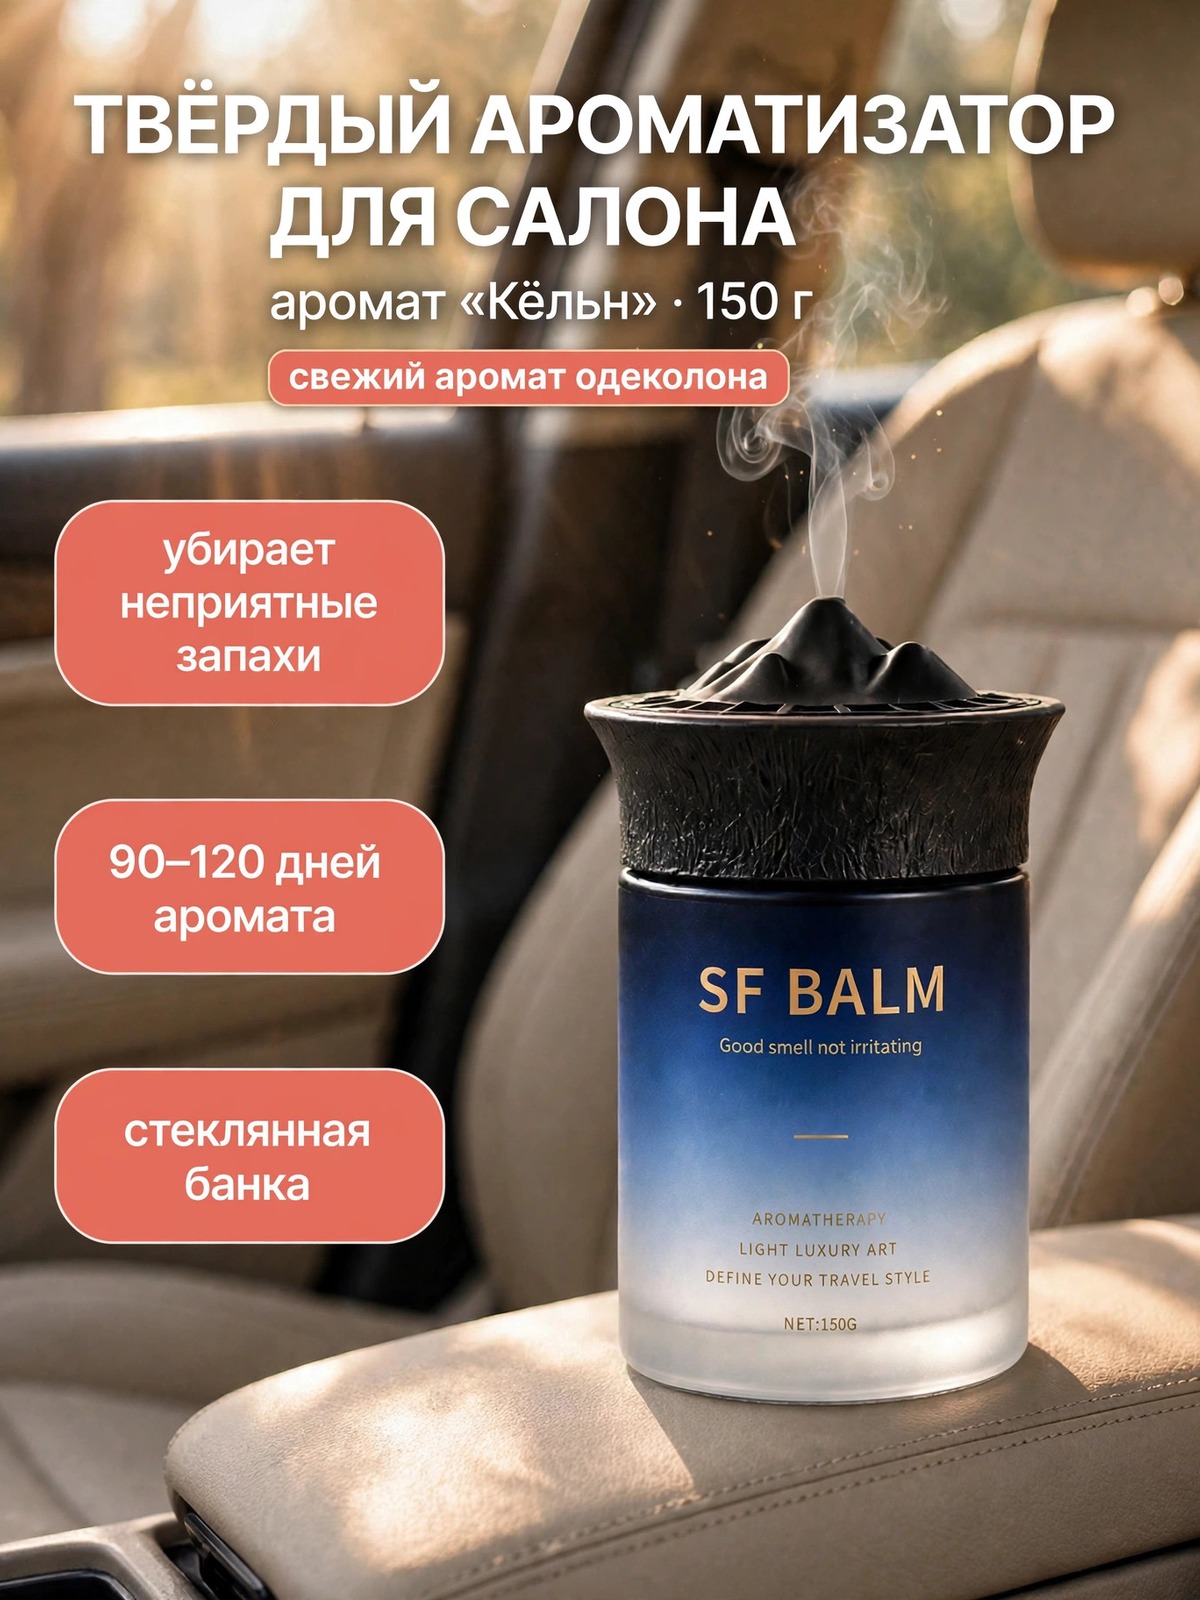 ТВЁРДЫЙ АРОМАТИЗАТОР
ДЛЯ САЛОНА
аромат «Кёльн» · 150 г
свежий аромат одеколона
убирает
неприятные
запахи
90–120 дней
аромата
стеклянная
банка
SF BALM
Good smell not irritating
AROMATHERAPY
LIGHT LUXURY ART
DEFINE YOUR TRAVEL STYLE
NET:150G